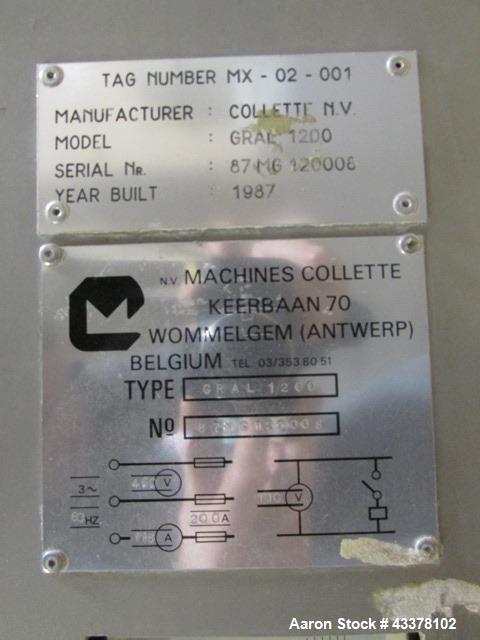 TAG NUMBER MX - 02 - 001
MANUFACTURER : COLLETTE N.V.
MODEL : GRAL 1200
SERIAL NR. : 87 MG 120008
YEAR BUILT : 1987
N.V. MACHINES COLLETTE
KEERBAAN 70
WOMMELGEM (ANTWERP)
BELGIUM TEL. 03/353 80 51
TYPE GRAL 1200
Nº
3~
V
V
60 HZ
200A
A
Aaron Stock # 43378102